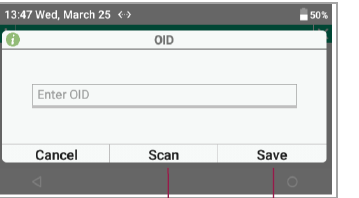 13:47 Wed, March 25 <··> 50%
i OID
Enter OID
Cancel Scan Save